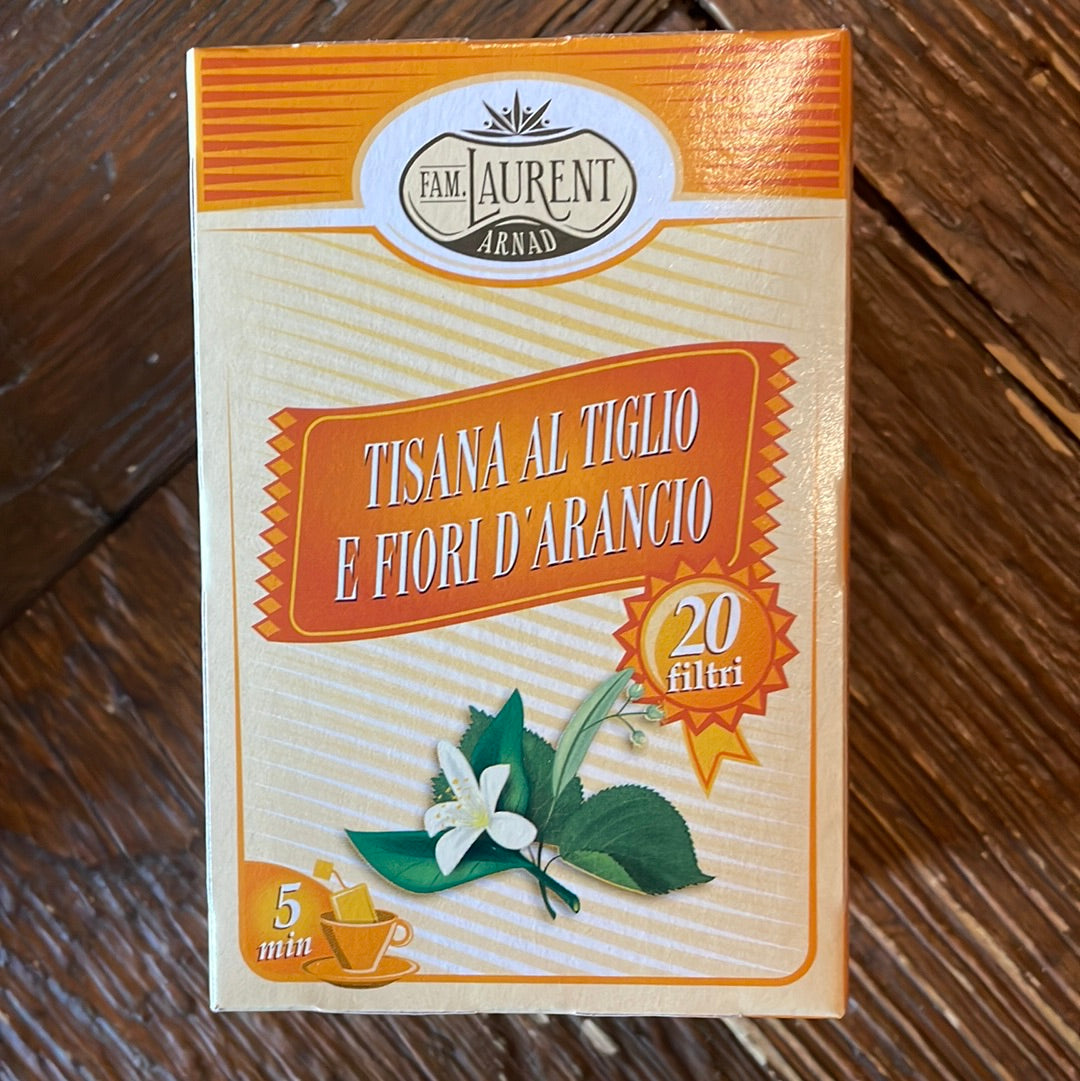 FAM. LAURENT
ARNAD
TISANA AL TIGLIO
E FIORI D'ARANCIO
20
filtri
5
min